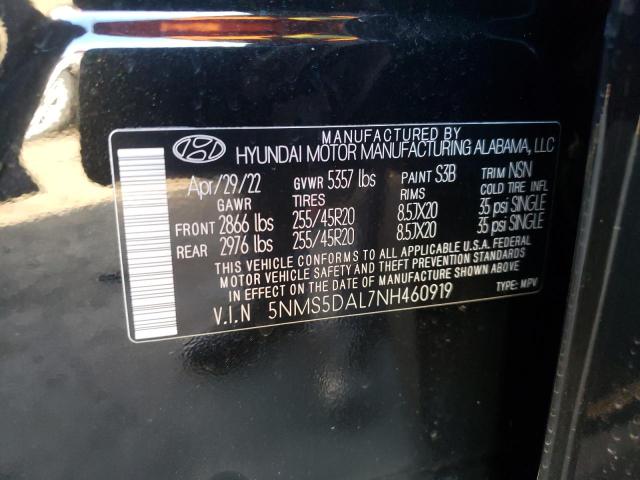 MANUFACTURED BY
HYUNDAI MOTOR MANUFACTURING ALABAMA, LLC
Apr/29/22 GVWR 5357 lbs PAINT S3B TRIM NSN
GAWR TIRES RIMS COLD TIRE INFL
FRONT 2866 lbs 255/45R20 8.5JX20 35 psi SINGLE
REAR 2976 lbs 255/45R20 8.5JX20 35 psi SINGLE
THIS VEHICLE CONFORMS TO ALL APPLICABLE U.S.A. FEDERAL
MOTOR VEHICLE SAFETY AND THEFT PREVENTION STANDARDS
IN EFFECT ON THE DATE OF MANUFACTURE SHOWN ABOVE.
V.I.N 5NMS5DAL7NH460919 TYPE: MPV